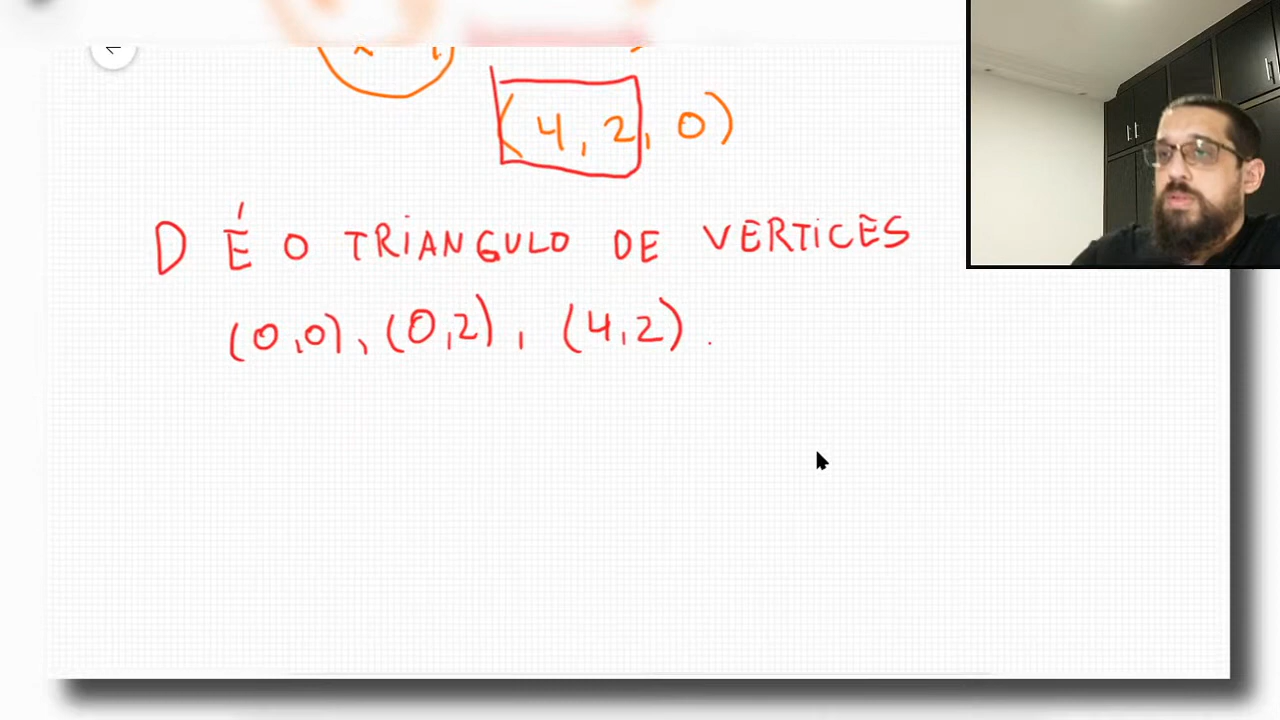 (4,2,0)
D É O TRIANGULO DE VERTICES
(0,0), (0,2), (4,2).